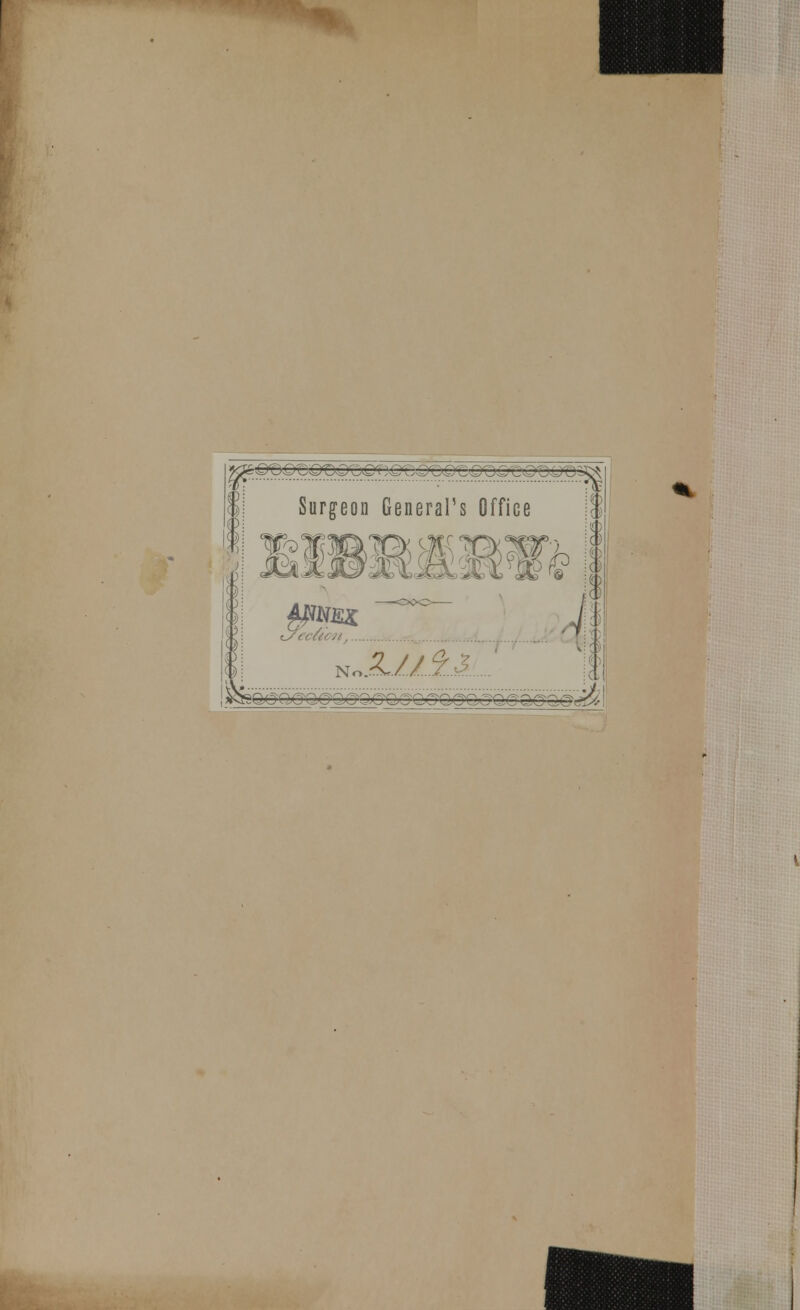 Surgeon General's Office
LIBRARY.
ANNEX
Section,
No. 21193